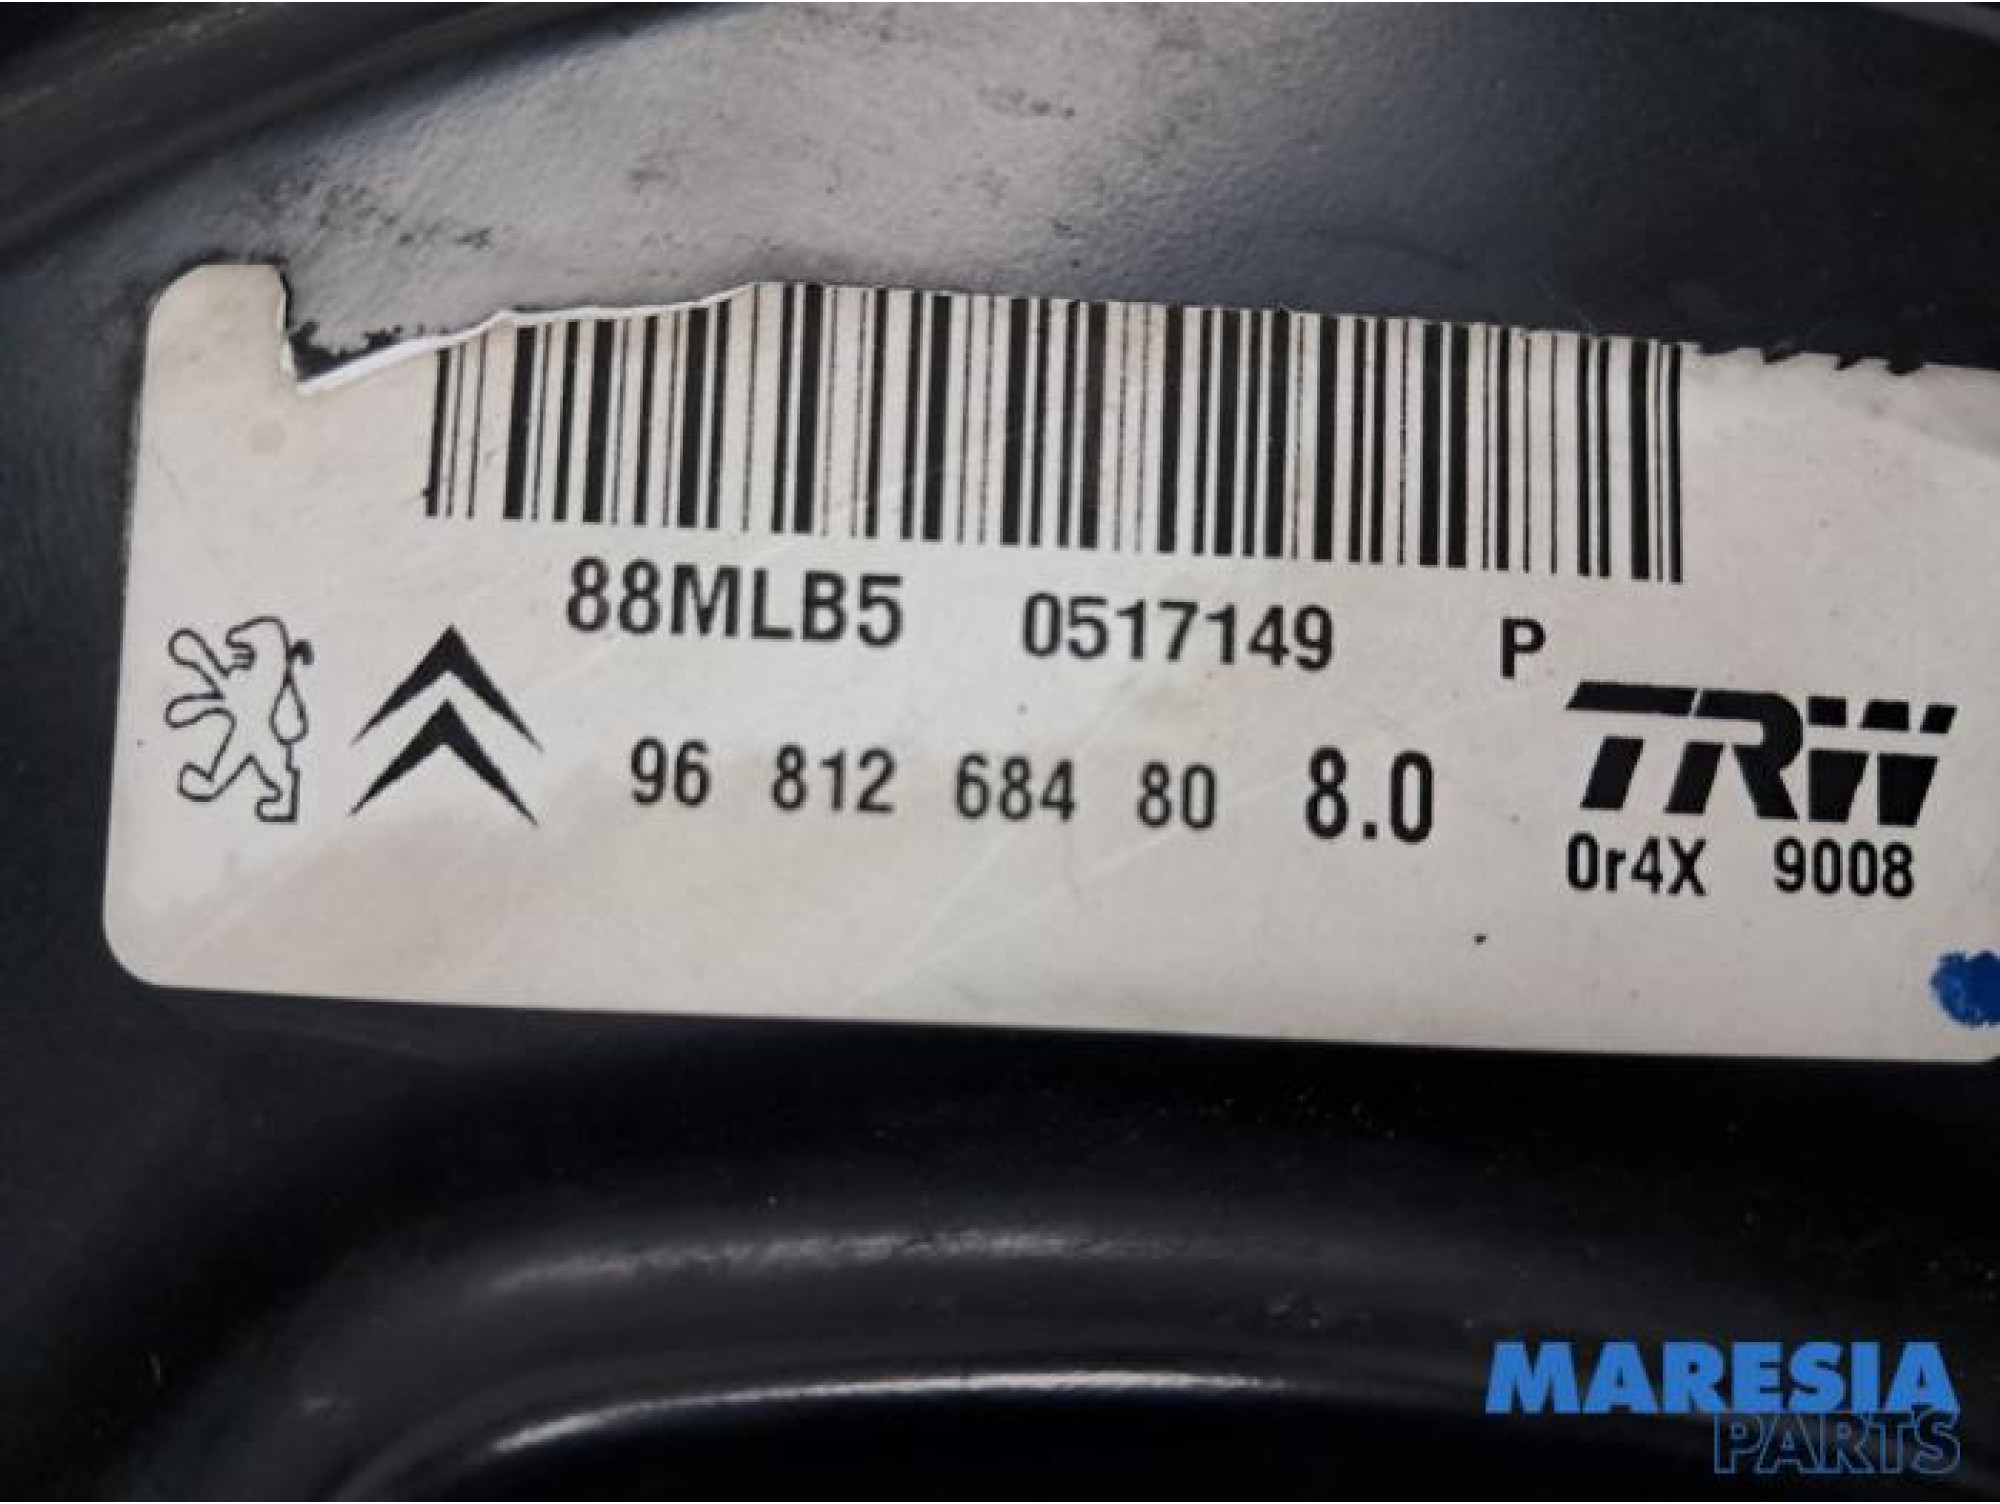 88MLB5 0517149 P
96 812 684 80 8.0
TRW
0r4X 9008
MARESIA
PARTS